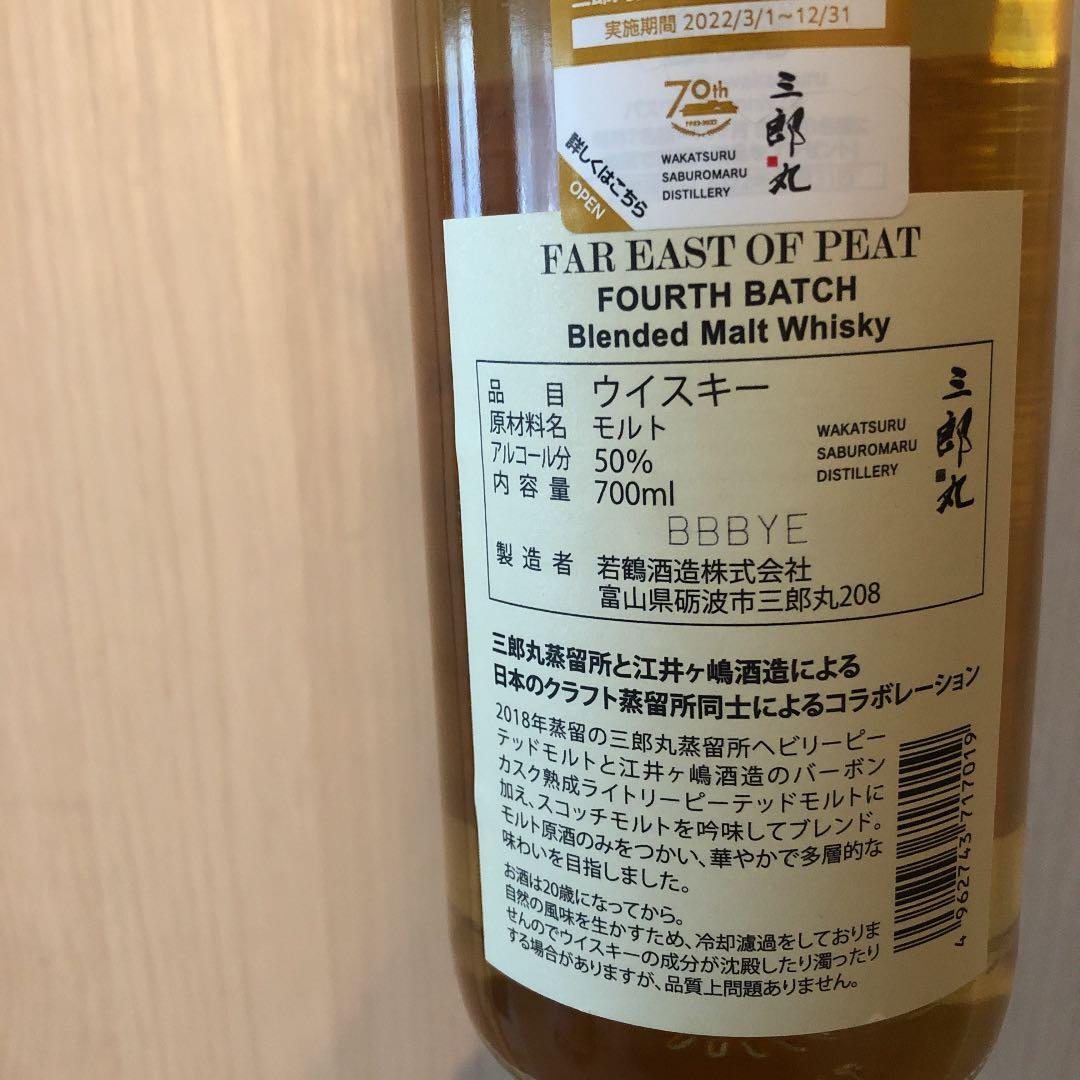 実施期間 2022/3/1～12/31
70th
1952-2022
WAKATSURU
SABUROMARU
DISTILLERY
三郎丸
詳しくはこちら
OPEN
FAR EAST OF PEAT
FOURTH BATCH
Blended Malt Whisky
品目 ウイスキー
原材料名 モルト
アルコール分 50%
内容量 700ml
WAKATSURU
SABUROMARU
DISTILLERY
三郎丸
BBBYE
製造者 若鶴酒造株式会社
富山県砺波市三郎丸208
三郎丸蒸留所と江井ヶ嶋酒造による
日本のクラフト蒸留所同士によるコラボレーション
2018年蒸留の三郎丸蒸留所ヘビリーピー
テッドモルトと江井ヶ嶋酒造のバーボン
カスク熟成ライトリーピーテッドモルトに
加え、スコッチモルトを吟味してブレンド。
モルト原酒のみをつかい、華やかで多層的な
味わいを目指しました。
お酒は20歳になってから。
自然の風味を生かすため、冷却濾過をしておりま
せんのでウイスキーの成分が沈殿したり濁ったり
する場合がありますが、品質上問題ありません。
4 962743 717019